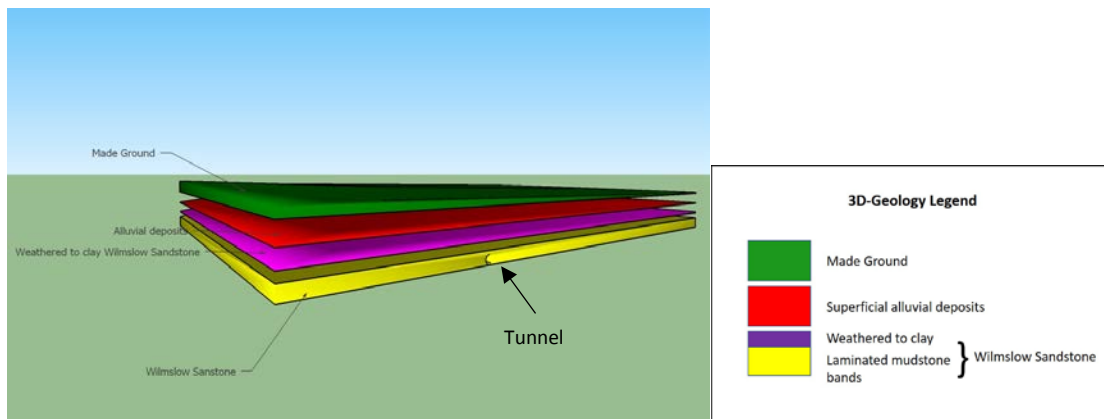 Made Ground
Alluvial deposits
Weathered to clay Wilmslow Sandstone
Tunnel
Wilmslow Sanstone
3D-Geology Legend
Made Ground
Superficial alluvial deposits
Weathered to clay
Laminated mudstone
bands
} Wilmslow Sandstone